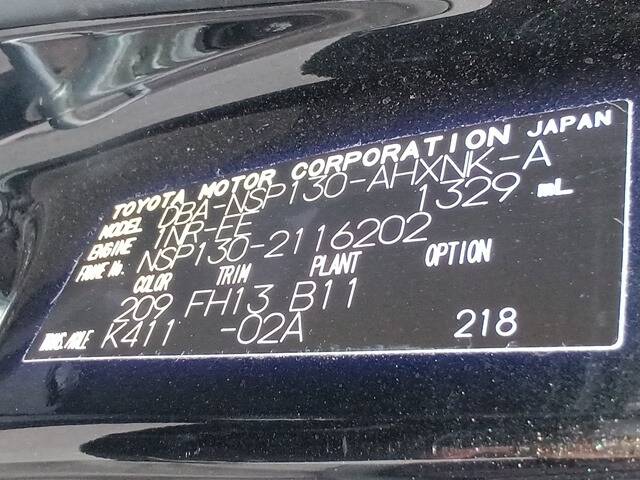 TOYOTA MOTOR CORPORATION JAPAN
MODEL DBA-NSP130-AHXNK-A
ENGINE 1NR-FE 1329 mL
FRAME No. NSP130-2116202
COLOR TRIM PLANT OPTION
209 FH13 B11
TRANS./AXLE K411 -02A 218